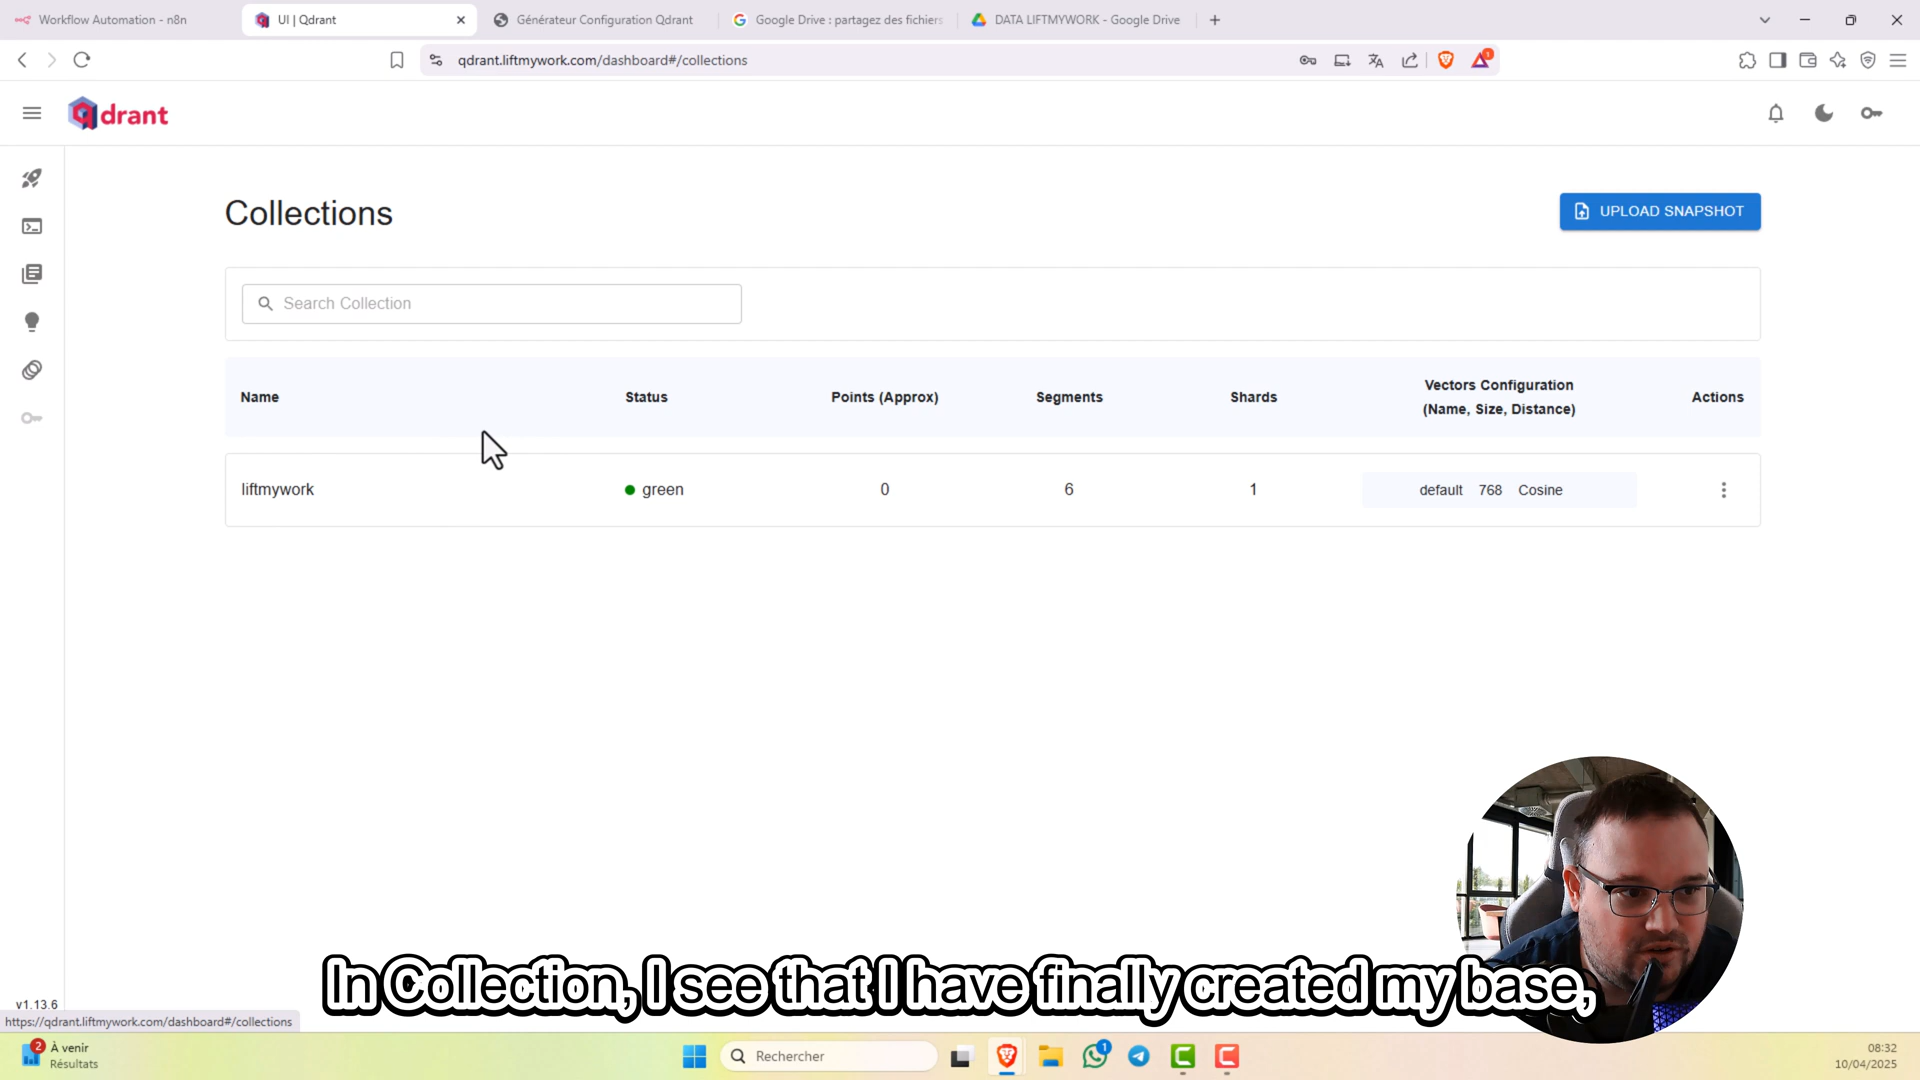 Workflow Automation - n8n
UI | Qdrant
Générateur Configuration Qdrant
Google Drive : partagez des fichiers
DATA LIFTMYWORK - Google Drive
qdrant.liftmywork.com/dashboard#/collections
1
qdrant
Collections
UPLOAD SNAPSHOT
Search Collection
Name
Status
Points (Approx)
Segments
Shards
Vectors Configuration
(Name, Size, Distance)
Actions
liftmywork
green
0
6
1
default 768 Cosine
In Collection, I see that I have finally created my base,
v1.13.6
https://qdrant.liftmywork.com/dashboard#/collections
2
À venir
Résultats
Rechercher
1
08:32
10/04/2025